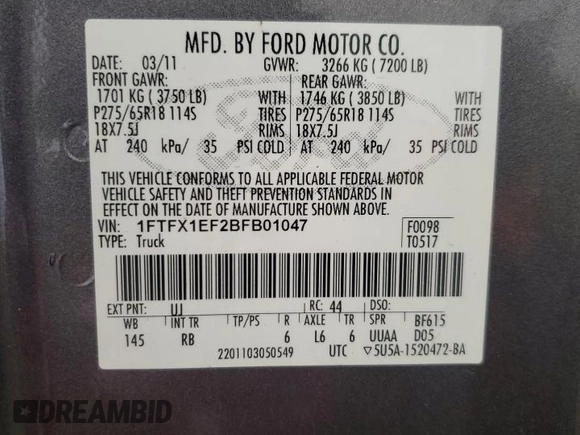 MFD. BY FORD MOTOR CO.
DATE: 03/11 GVWR: 3266 KG ( 7200 LB)
FRONT GAWR: REAR GAWR:
1701 KG ( 3750 LB) WITH 1746 KG ( 3850 LB) WITH
P275/65R18 114S TIRES P275/65R18 114S TIRES
18X7.5J RIMS 18X7.5J RIMS
AT 240 kPa/ 35 PSI COLD AT 240 kPa/ 35 PSI COLD
THIS VEHICLE CONFORMS TO ALL APPLICABLE FEDERAL MOTOR
VEHICLE SAFETY AND THEFT PREVENTION STANDARDS IN
EFFECT ON THE DATE OF MANUFACTURE SHOWN ABOVE.
VIN: 1FTFX1EF2BFB01047 F0098
TYPE: Truck T0517
EXT PNT: UJ RC: 44 DSO:
WB INT TR TP/PS R AXLE TR SPR BF615
145 RB 6 L6 6 UUAA D05
2201103050549 UTC ▽5U5A-1520472-BA
Ford
DREAMBID